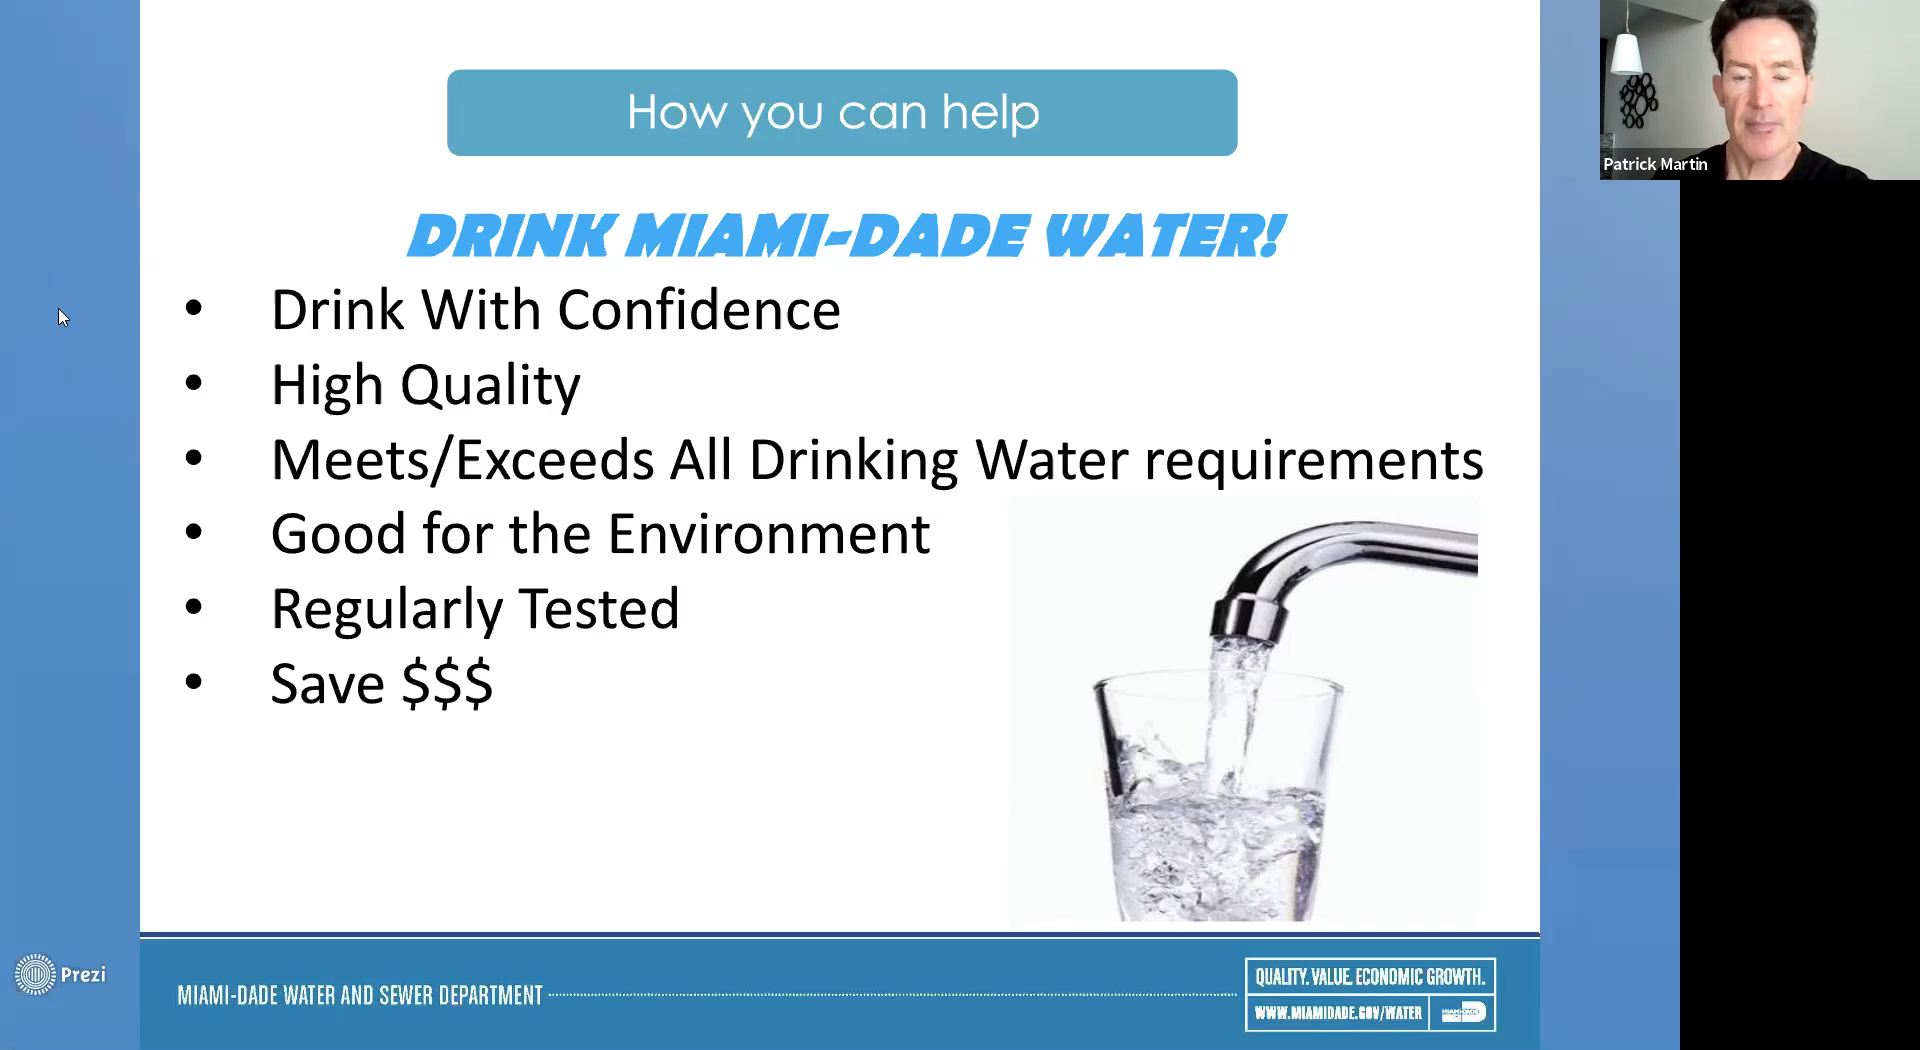 How you can help
Patrick Martin
DRINK MIAMI-DADE WATER!
• Drink With Confidence
• High Quality
• Meets/Exceeds All Drinking Water requirements
• Good for the Environment
• Regularly Tested
• Save $$$
Prezi
MIAMI-DADE WATER AND SEWER DEPARTMENT
QUALITY. VALUE. ECONOMIC GROWTH.
WWW.MIAMIDADE.GOV/WATER
MIAMI-DADE